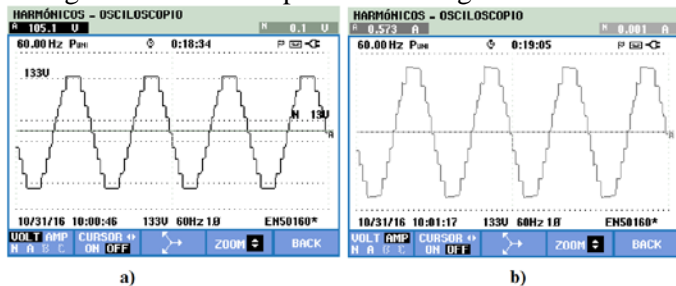 HARMÓNICOS – OSCILOSCOPIO
A 105.1 V N 0.1 V
60.00 Hz 0:18:34
133V
N 13V
A
10/31/16 10:00:46 133V 60Hz 1Ø EN50160*
VOLT AMP CURSOR ZOOM BACK
N A B C ON OFF
a)
HARMÓNICOS – OSCILOSCOPIO
A 0.573 A N 0.001 A
60.00 Hz 0:19:05
10/31/16 10:01:17 133V 60Hz 1Ø EN50160*
VOLT AMP CURSOR ZOOM BACK
N A B C ON OFF
b)